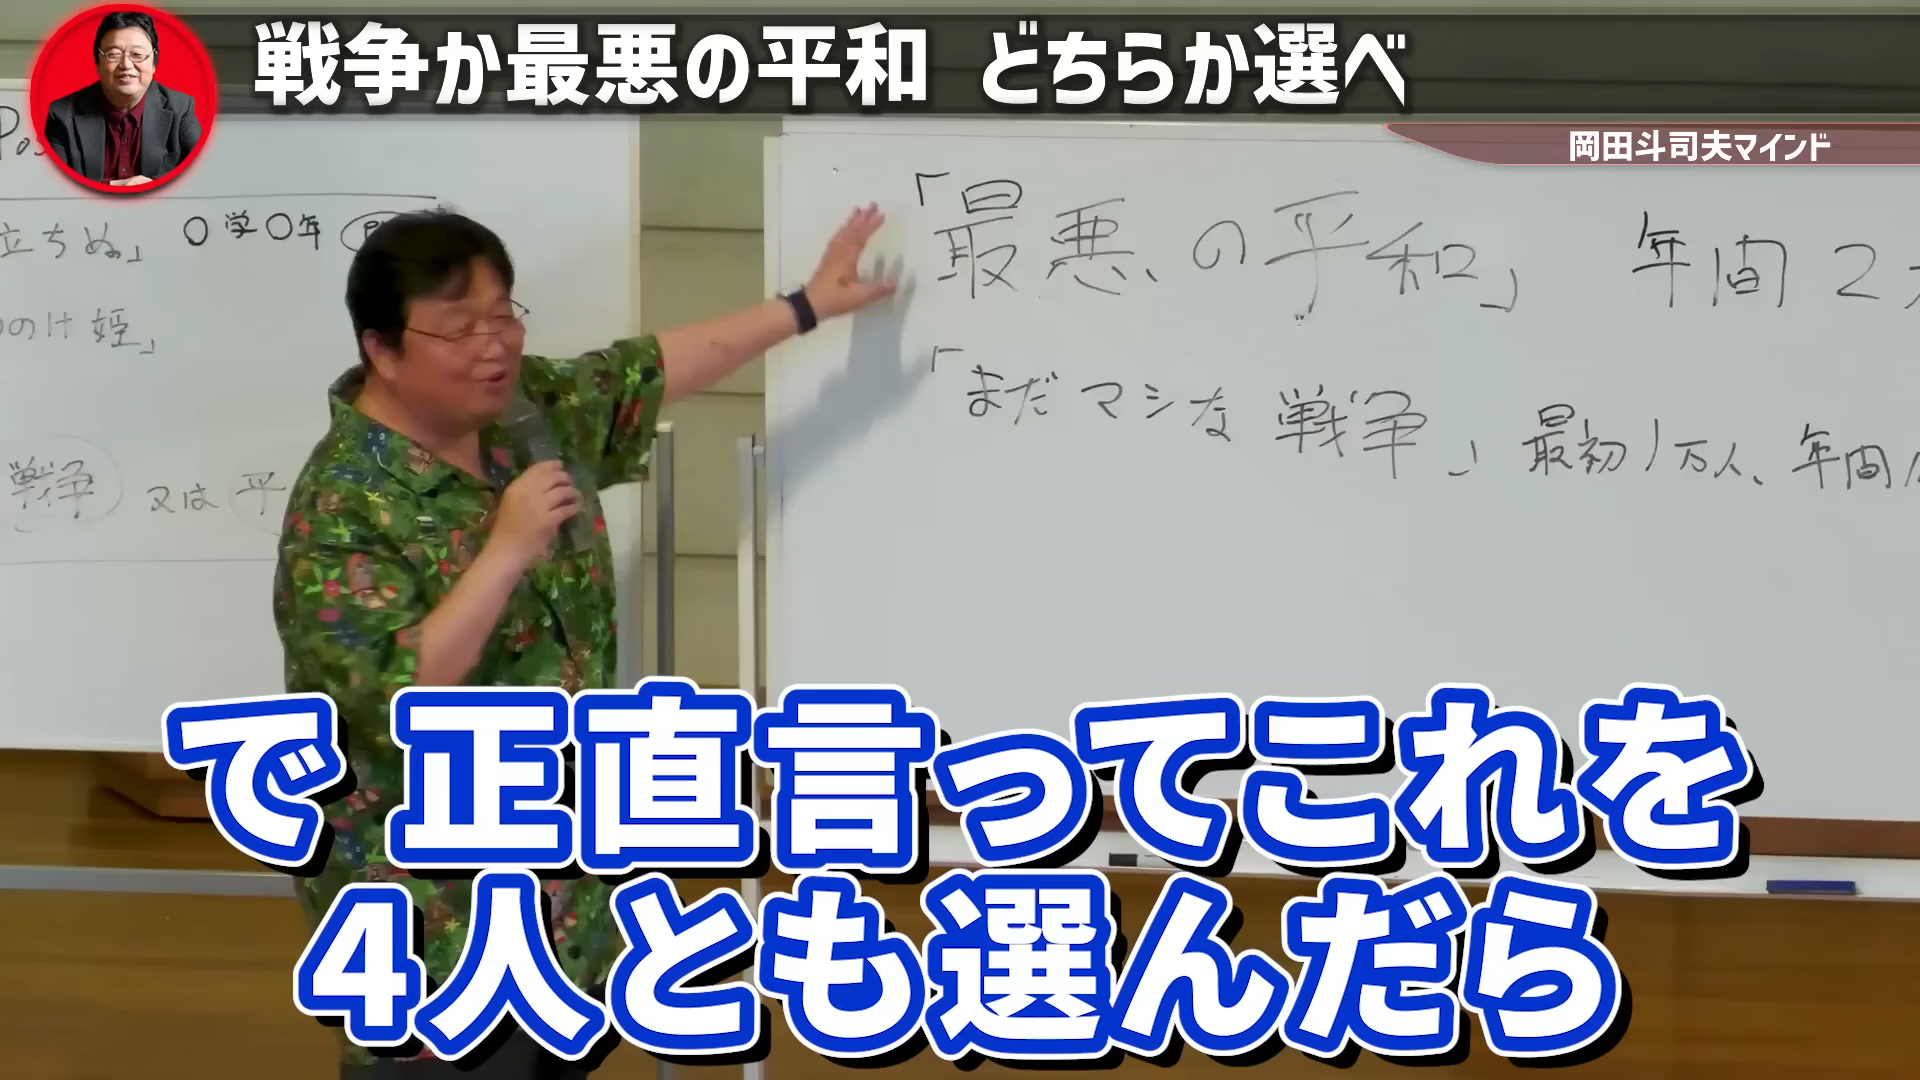 戦争か最悪の平和 どちらか選べ
岡田斗司夫マインド
立ちぬ」 〇学〇年
のけ姫」
戦争 又は 平
「最悪の平和」 年間2
「まだマシな戦争」 最初1万人、年間
で 正直言ってこれを
4人とも選んだら